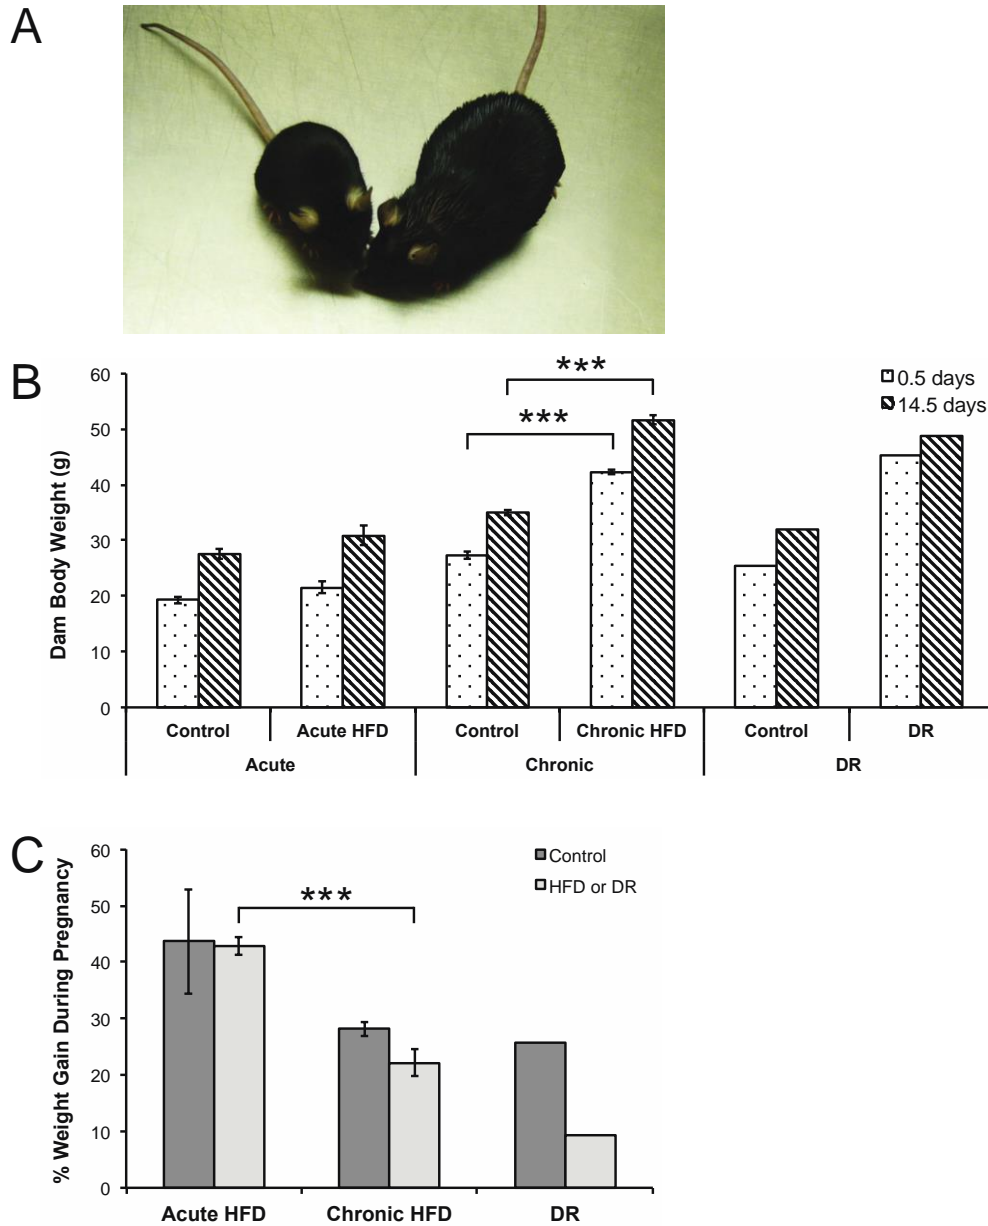 A
B
Dam Body Weight (g)
60
50
40
30
20
10
0
***
***
0.5 days
14.5 days
Control
Acute HFD
Control
Chronic HFD
Control
DR
Acute
Chronic
DR
C
% Weight Gain During Pregnancy
60
50
40
30
20
10
0
***
Control
HFD or DR
Acute HFD
Chronic HFD
DR